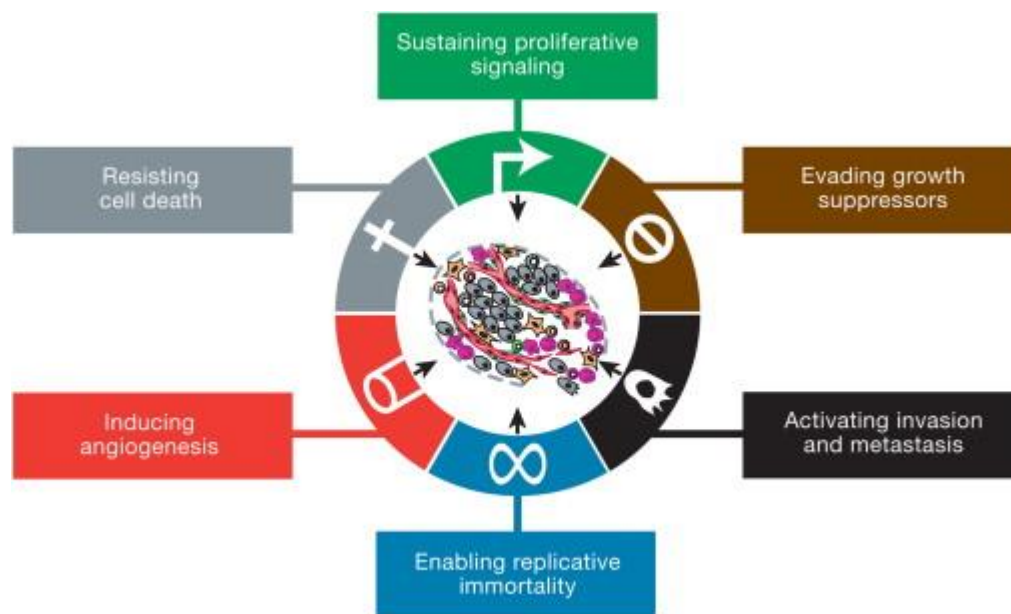 Sustaining proliferative
signaling
Resisting
cell death
Evading growth
suppressors
Inducing
angiogenesis
Activating invasion
and metastasis
Enabling replicative
immortality